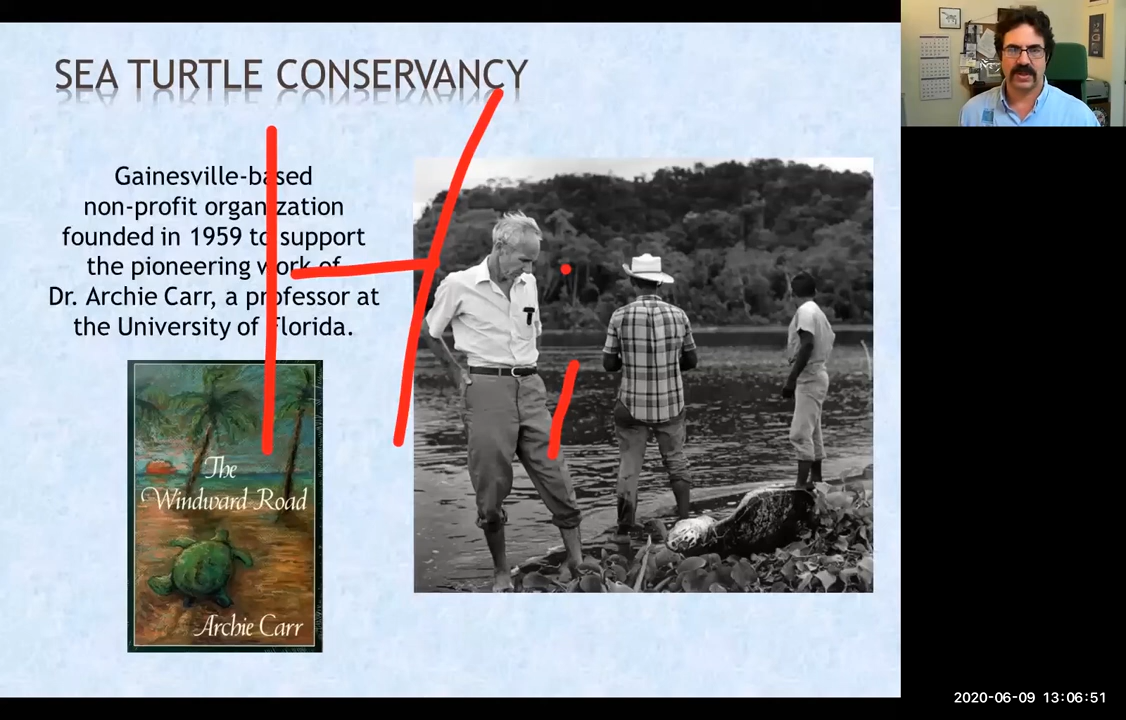 SEA TURTLE CONSERVANCY
Gainesville-based
non-profit organization
founded in 1959 to support
the pioneering work of
Dr. Archie Carr, a professor at
the University of Florida.
Hi
The
Windward Road
Archie Carr
2020-06-09 13:06:51